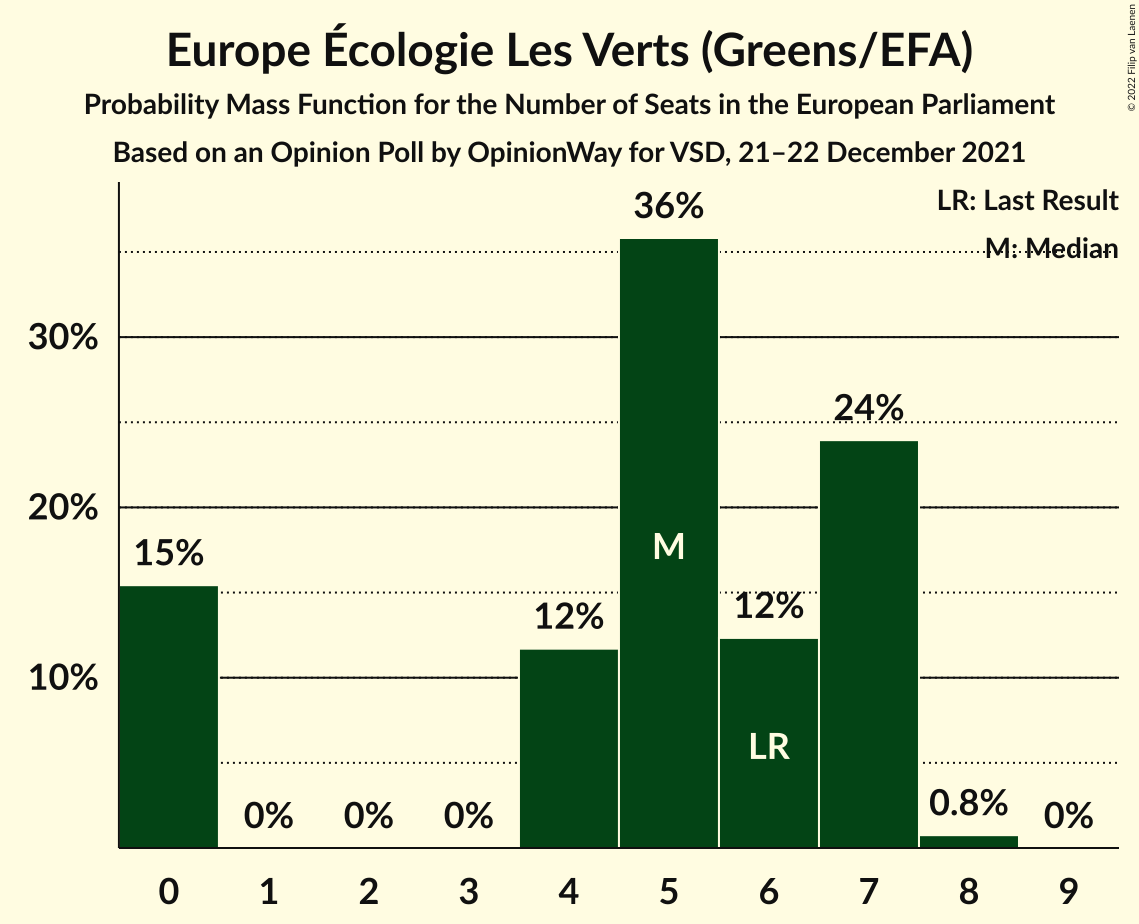 Europe Écologie Les Verts (Greens/EFA)
Probability Mass Function for the Number of Seats in the European Parliament
Based on an Opinion Poll by OpinionWay for VSD, 21–22 December 2021
© 2022 Filip van Laenen
LR: Last Result
M: Median
36%
30%
24%
20%
15%
M
12%
12%
10%
LR
0%
0%
0%
0.8%
0%
0 1 2 3 4 5 6 7 8 9